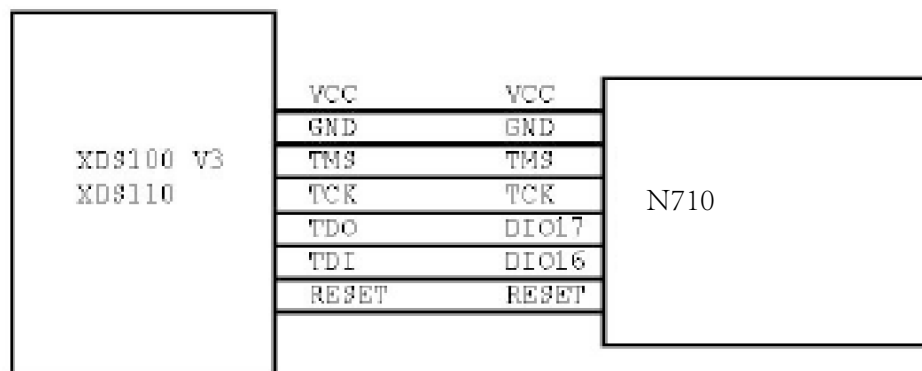 VCC VCC
GND GND
XDS100 V3 TMS TMS
XDS110 TCK TCK N710
TDO DIO17
TDI DIO16
RESET RESET